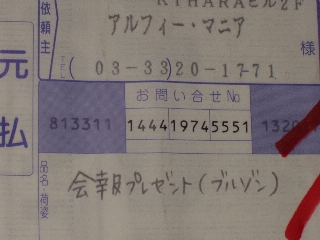 KIHARAビル2F
依頼主
アルフィー・マニア
様
TEL (03-3320-1771
元払
お問い合せNo
813311 1444 1974 5551 132
品名・荷姿
会報プレゼント(ブルゾン)